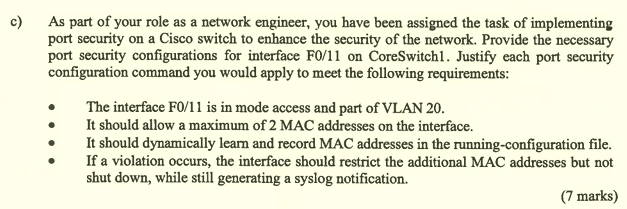 c) As part of your role as a network engineer, you have been assigned the task of implementing
port security on a Cisco switch to enhance the security of the network. Provide the necessary
port security configurations for interface F0/11 on CoreSwitch1. Justify each port security
configuration command you would apply to meet the following requirements:
• The interface F0/11 is in mode access and part of VLAN 20.
• It should allow a maximum of 2 MAC addresses on the interface.
• It should dynamically learn and record MAC addresses in the running-configuration file.
• If a violation occurs, the interface should restrict the additional MAC addresses but not
shut down, while still generating a syslog notification.
(7 marks)